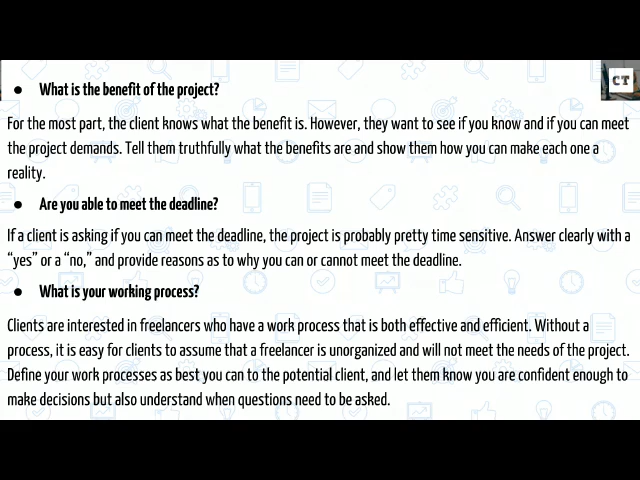 CT
● What is the benefit of the project?
For the most part, the client knows what the benefit is. However, they want to see if you know and if you can meet
the project demands. Tell them truthfully what the benefits are and show them how you can make each one a
reality.
● Are you able to meet the deadline?
If a client is asking if you can meet the deadline, the project is probably pretty time sensitive. Answer clearly with a
“yes” or a “no,” and provide reasons as to why you can or cannot meet the deadline.
● What is your working process?
Clients are interested in freelancers who have a work process that is both effective and efficient. Without a
process, it is easy for clients to assume that a freelancer is unorganized and will not meet the needs of the project.
Define your work processes as best you can to the potential client, and let them know you are confident enough to
make decisions but also understand when questions need to be asked.